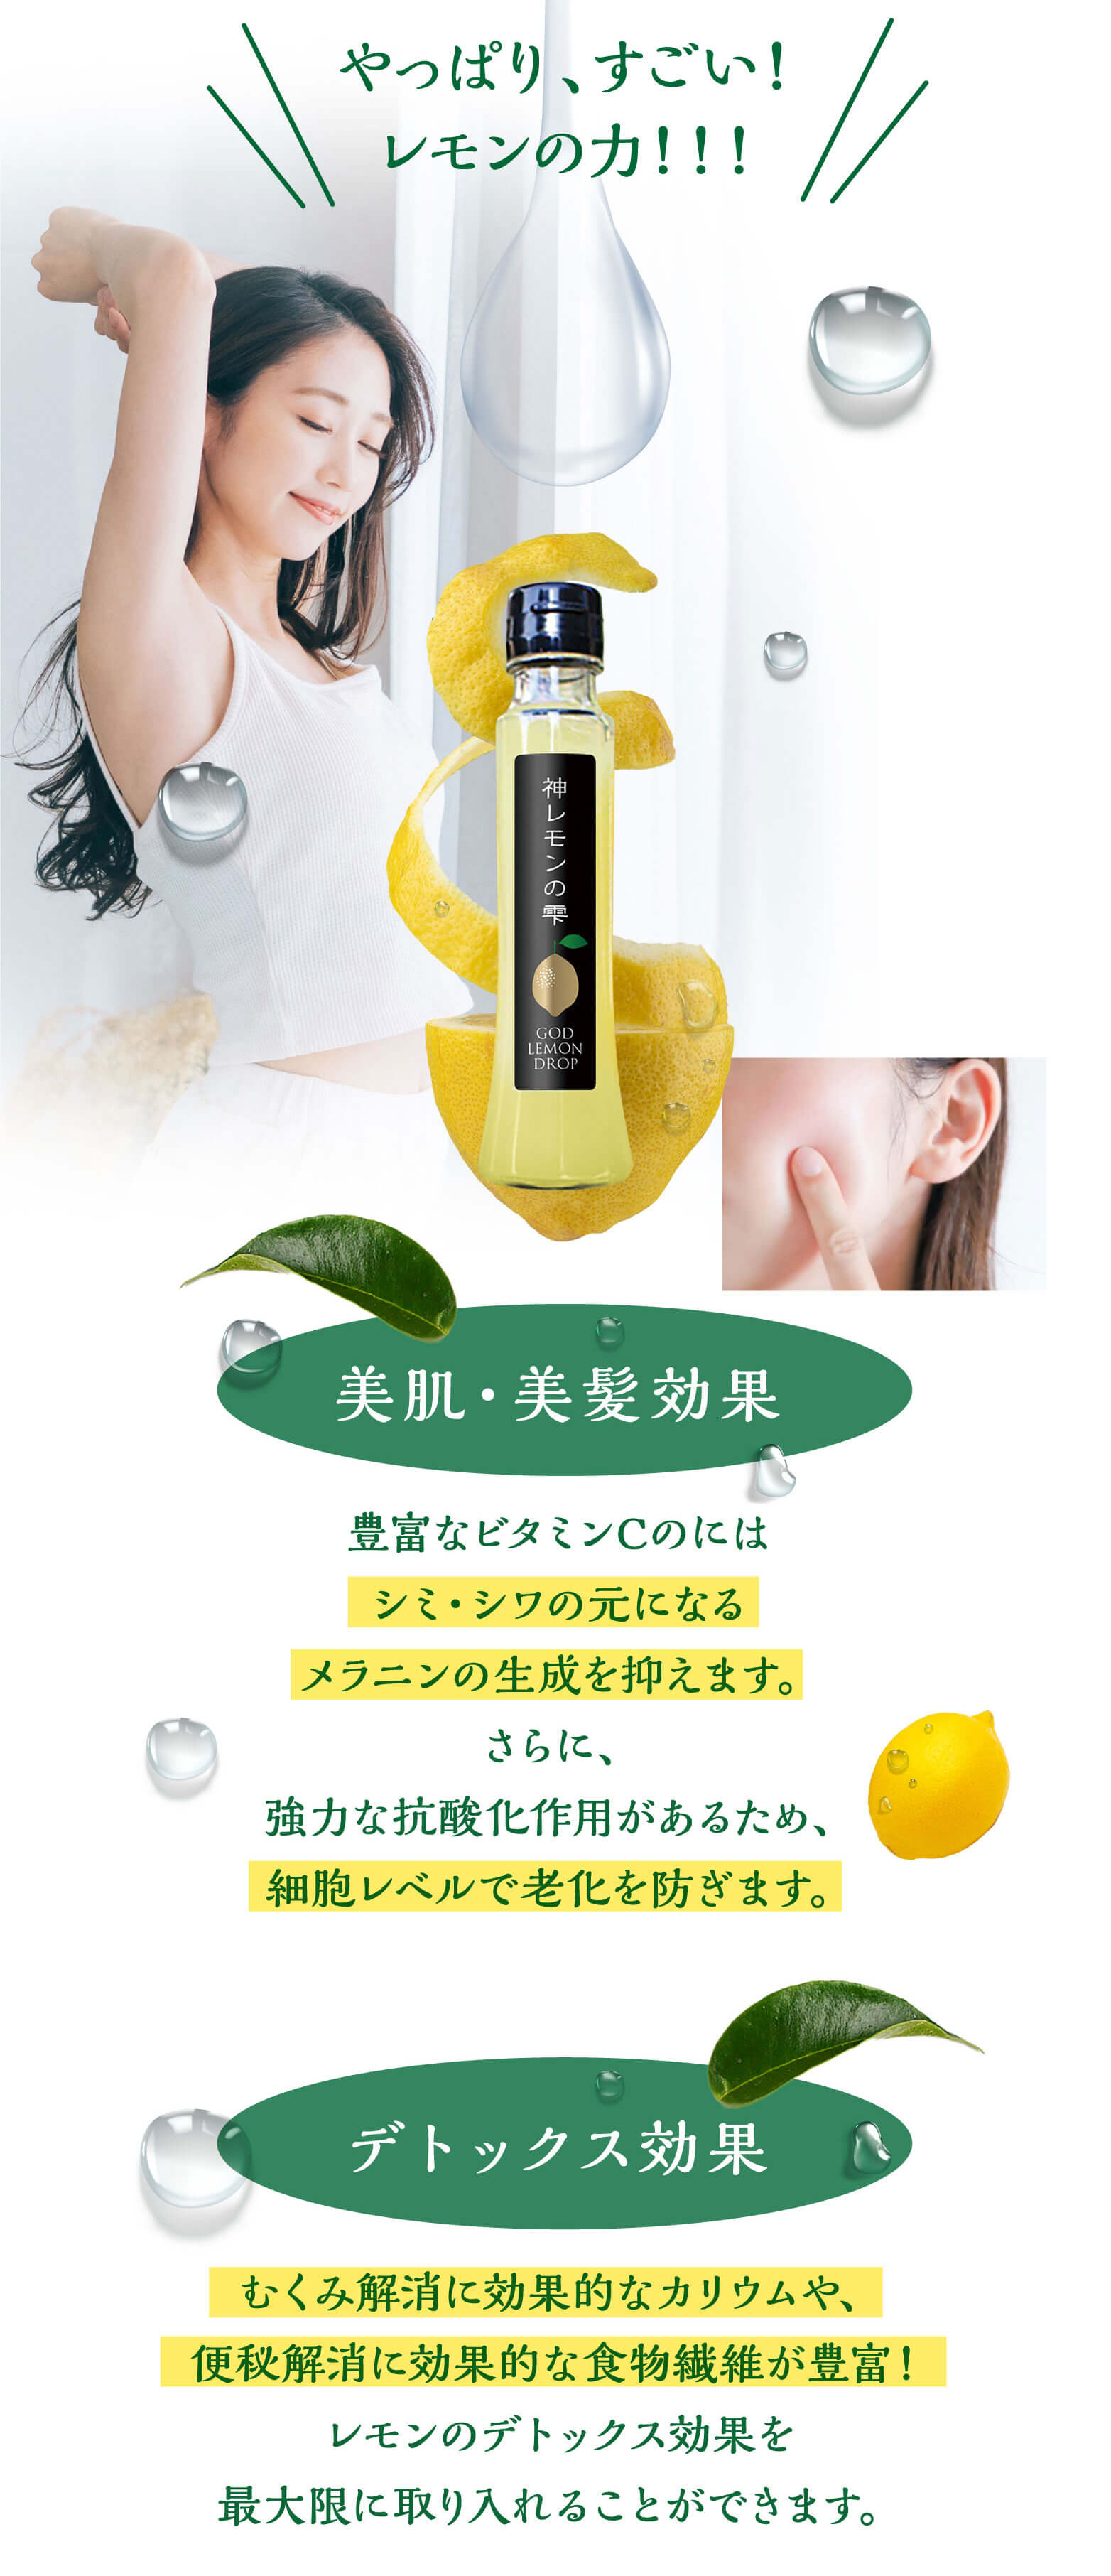 やっぱり、すごい！
レモンの力！！！
神レモンの雫
GOD
LEMON
DROP
美肌・美髪効果
豊富なビタミンCのには
シミ・シワの元になる
メラニンの生成を抑えます。
さらに、
強力な抗酸化作用があるため、
細胞レベルで老化を防ぎます。
デトックス効果
むくみ解消に効果的なカリウムや、
便秘解消に効果的な食物繊維が豊富！
レモンのデトックス効果を
最大限に取り入れることができます。